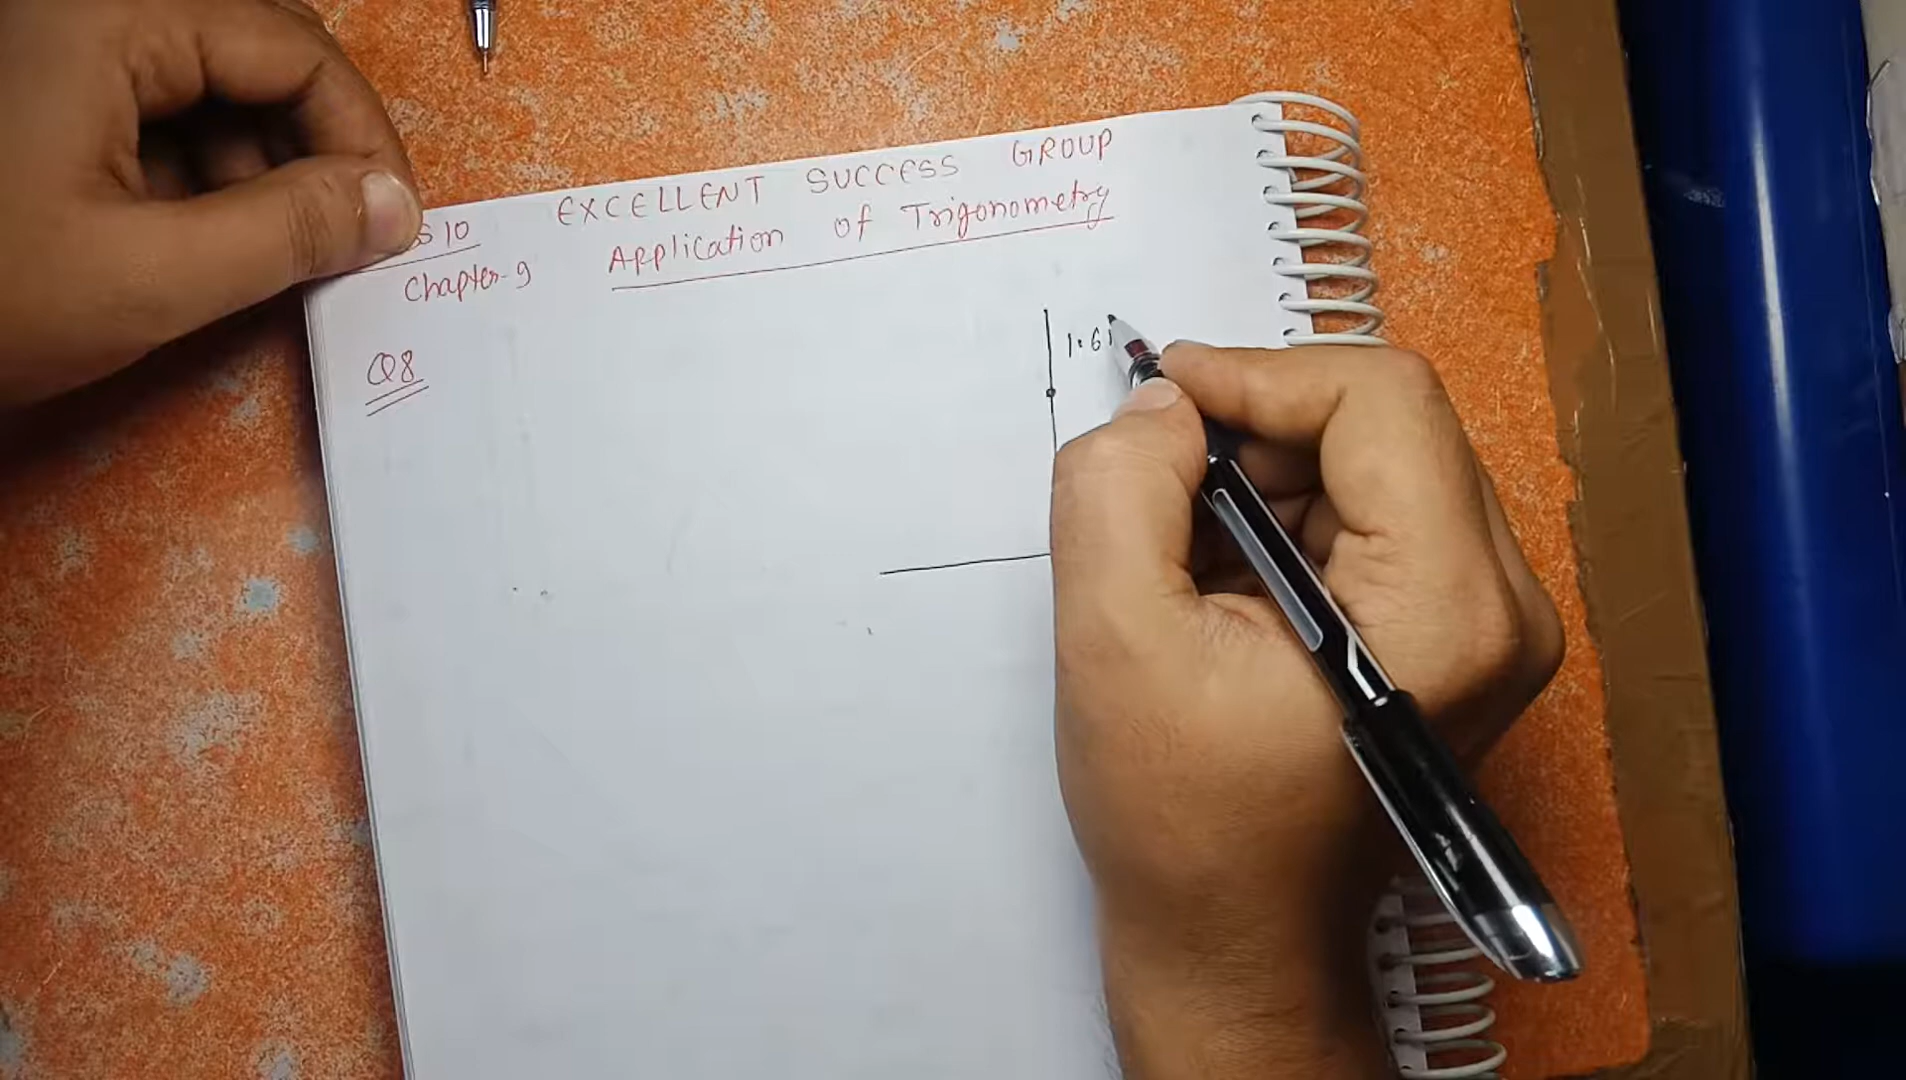 EXCELLENT SUCCESS GROUP
10
Application of Trigonometry
Chapter-9
Q8
1.6